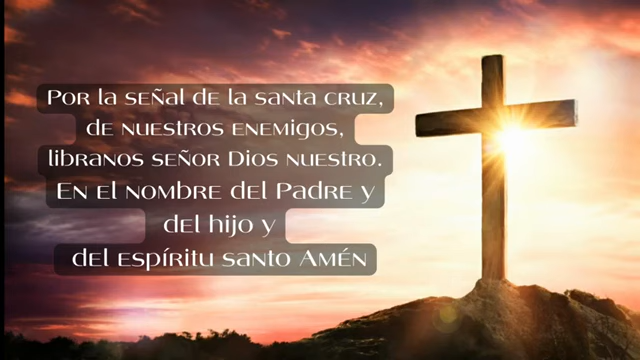 Por la señal de la santa cruz,
de nuestros enemigos,
libranos señor Dios nuestro.
En el nombre del Padre y
del hijo y
del espíritu santo Amén